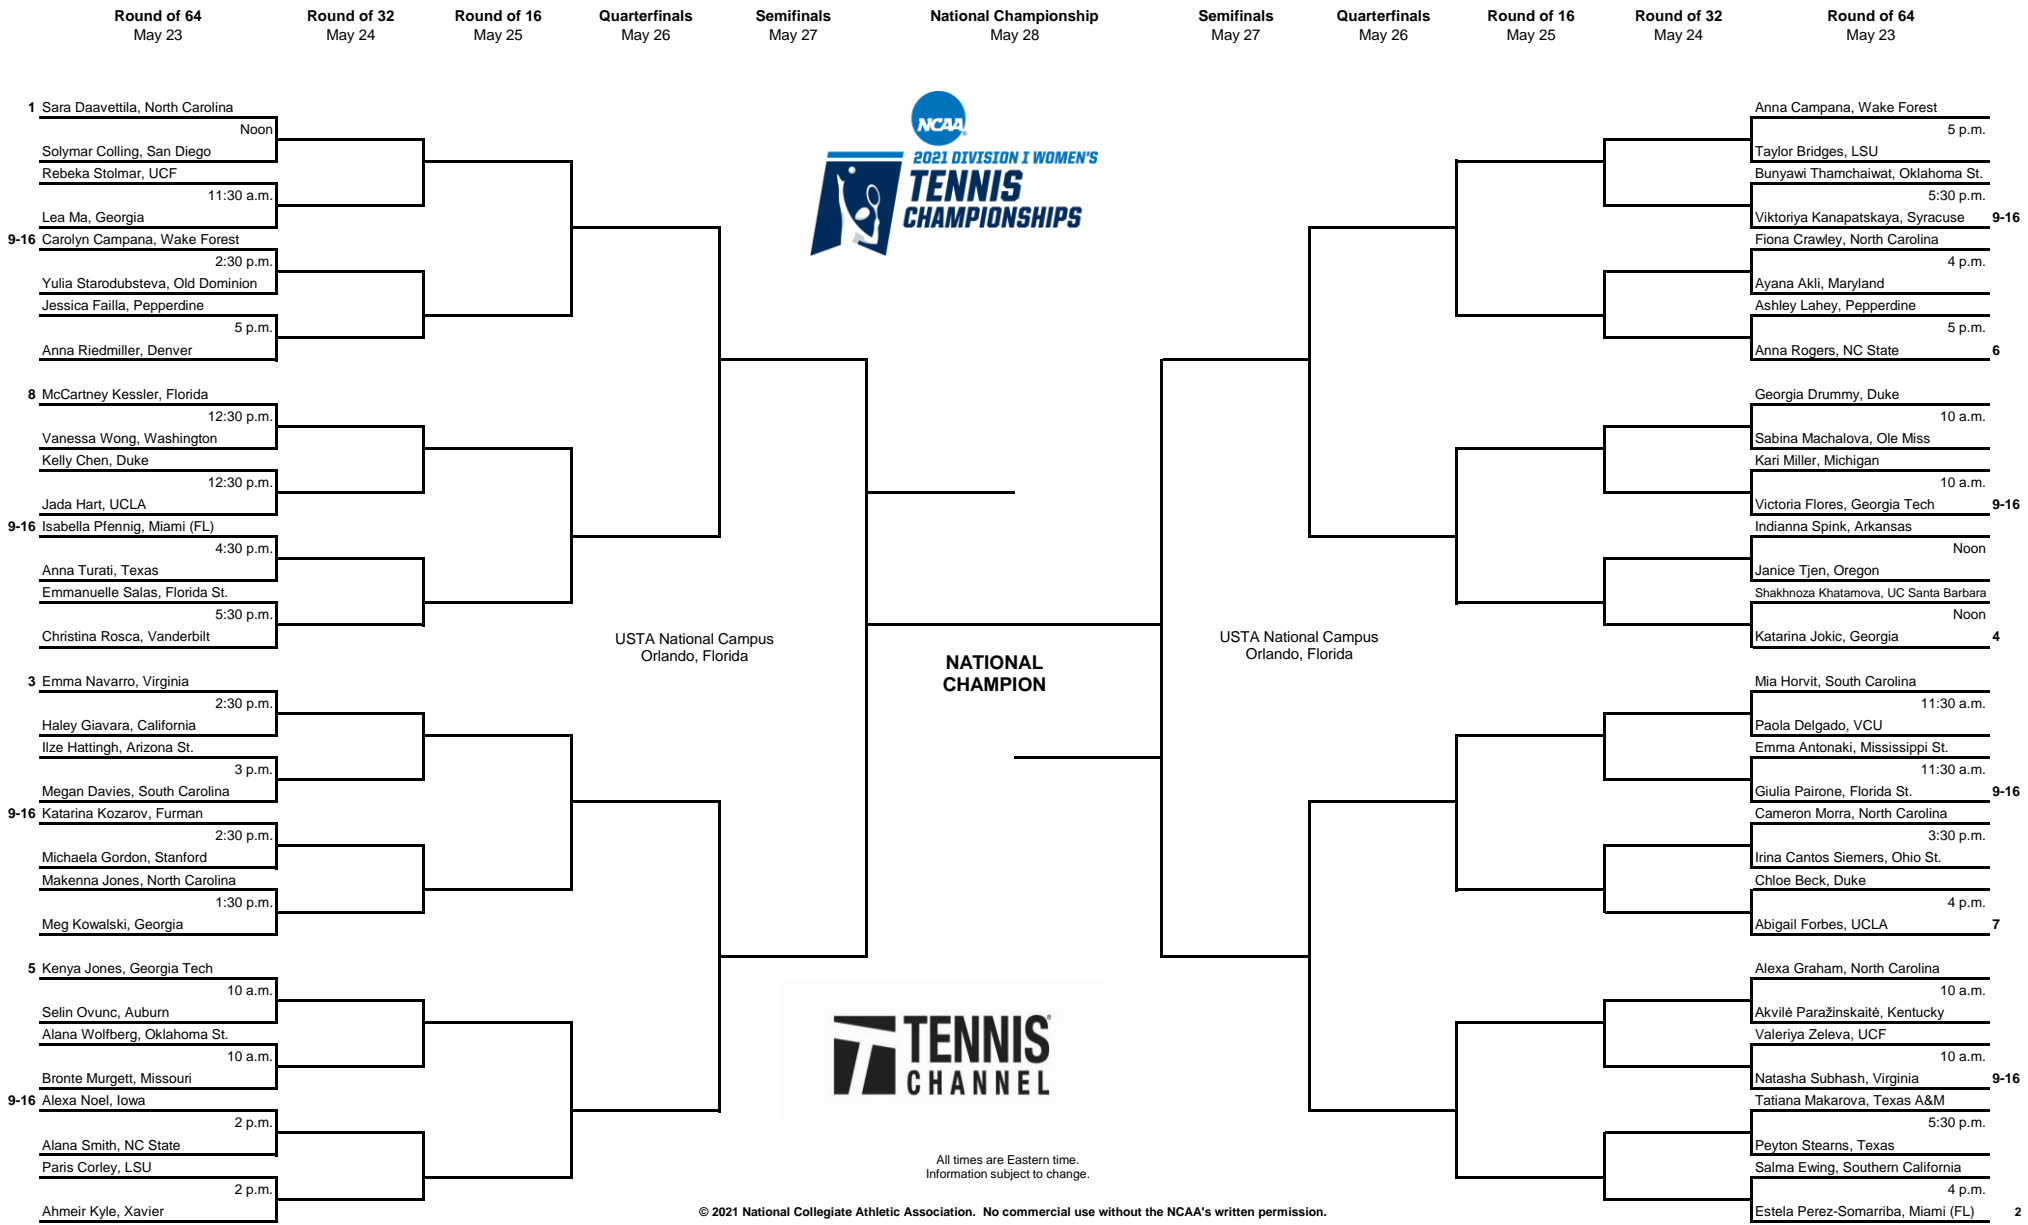 Round of 64
May 23
Round of 32
May 24
Round of 16
May 25
Quarterfinals
May 26
Semifinals
May 27
National Championship
May 28
Semifinals
May 27
Quarterfinals
May 26
Round of 16
May 25
Round of 32
May 24
Round of 64
May 23
1 Sara Daavettila, North Carolina
Noon
Solymar Colling, San Diego
Rebeka Stolmar, UCF
11:30 a.m.
Lea Ma, Georgia
9-16 Carolyn Campana, Wake Forest
2:30 p.m.
Yulia Starodubsteva, Old Dominion
Jessica Failla, Pepperdine
5 p.m.
Anna Riedmiller, Denver
8 McCartney Kessler, Florida
12:30 p.m.
Vanessa Wong, Washington
Kelly Chen, Duke
12:30 p.m.
Jada Hart, UCLA
9-16 Isabella Pfennig, Miami (FL)
4:30 p.m.
Anna Turati, Texas
Emmanuelle Salas, Florida St.
5:30 p.m.
Christina Rosca, Vanderbilt
3 Emma Navarro, Virginia
2:30 p.m.
Haley Giavara, California
Ilze Hattingh, Arizona St.
3 p.m.
Megan Davies, South Carolina
9-16 Katarina Kozarov, Furman
2:30 p.m.
Michaela Gordon, Stanford
Makenna Jones, North Carolina
1:30 p.m.
Meg Kowalski, Georgia
5 Kenya Jones, Georgia Tech
10 a.m.
Selin Ovunc, Auburn
Alana Wolfberg, Oklahoma St.
10 a.m.
Bronte Murgett, Missouri
9-16 Alexa Noel, Iowa
2 p.m.
Alana Smith, NC State
Paris Corley, LSU
2 p.m.
Ahmeir Kyle, Xavier
NCAA
2021 DIVISION I WOMEN'S
TENNIS
CHAMPIONSHIPS
USTA National Campus
Orlando, Florida
NATIONAL
CHAMPION
USTA National Campus
Orlando, Florida
TENNIS
CHANNEL
All times are Eastern time.
Information subject to change.
© 2021 National Collegiate Athletic Association. No commercial use without the NCAA's written permission.
Anna Campana, Wake Forest
5 p.m.
Taylor Bridges, LSU
Bunyawi Thamchaiwat, Oklahoma St.
5:30 p.m.
Viktoriya Kanapatskaya, Syracuse 9-16
Fiona Crawley, North Carolina
4 p.m.
Ayana Akli, Maryland
Ashley Lahey, Pepperdine
5 p.m.
Anna Rogers, NC State 6
Georgia Drummy, Duke
10 a.m.
Sabina Machalova, Ole Miss
Kari Miller, Michigan
10 a.m.
Victoria Flores, Georgia Tech 9-16
Indianna Spink, Arkansas
Noon
Janice Tjen, Oregon
Shakhnoza Khatamova, UC Santa Barbara
Noon
Katarina Jokic, Georgia 4
Mia Horvit, South Carolina
11:30 a.m.
Paola Delgado, VCU
Emma Antonaki, Mississippi St.
11:30 a.m.
Giulia Pairone, Florida St. 9-16
Cameron Morra, North Carolina
3:30 p.m.
Irina Cantos Siemers, Ohio St.
Chloe Beck, Duke
4 p.m.
Abigail Forbes, UCLA 7
Alexa Graham, North Carolina
10 a.m.
Akvilė Paražinskaitė, Kentucky
Valeriya Zeleva, UCF
10 a.m.
Natasha Subhash, Virginia 9-16
Tatiana Makarova, Texas A&M
5:30 p.m.
Peyton Stearns, Texas
Salma Ewing, Southern California
4 p.m.
Estela Perez-Somarriba, Miami (FL) 2